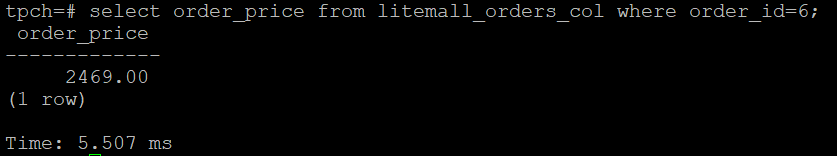 tpch=# select order_price from litemall_orders_col where order_id=6;
 order_price
-------------
     2469.00
(1 row)

Time: 5.507 ms